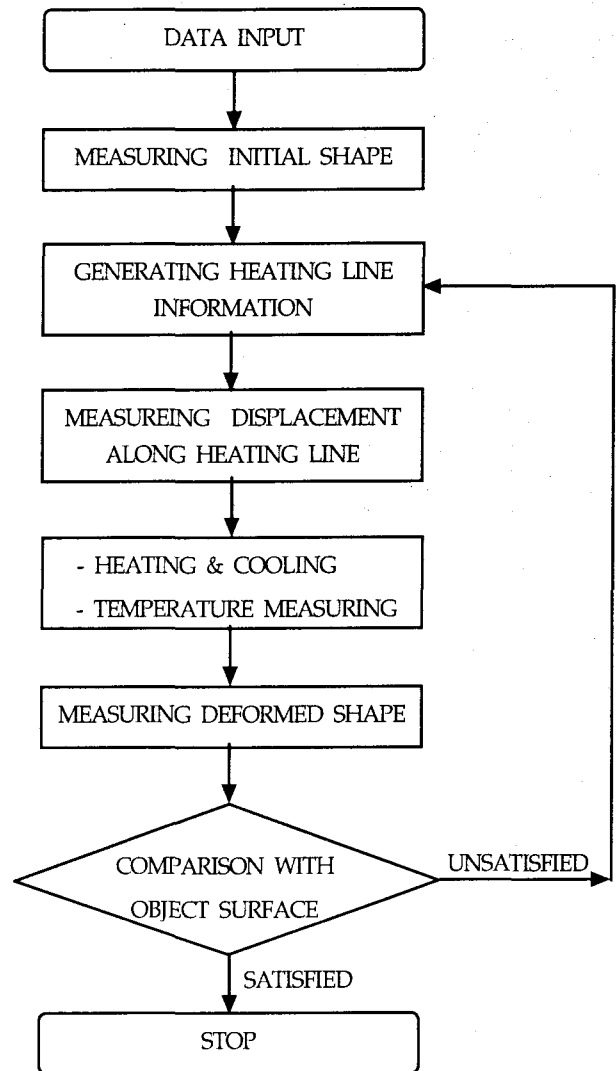 DATA INPUT
MEASURING INITIAL SHAPE
GENERATING HEATING LINE
INFORMATION
MEASUREING DISPLACEMENT
ALONG HEATING LINE
- HEATING & COOLING
- TEMPERATURE MEASURING
MEASURING DEFORMED SHAPE
COMPARISON WITH
OBJECT SURFACE
UNSATISFIED
SATISFIED
STOP